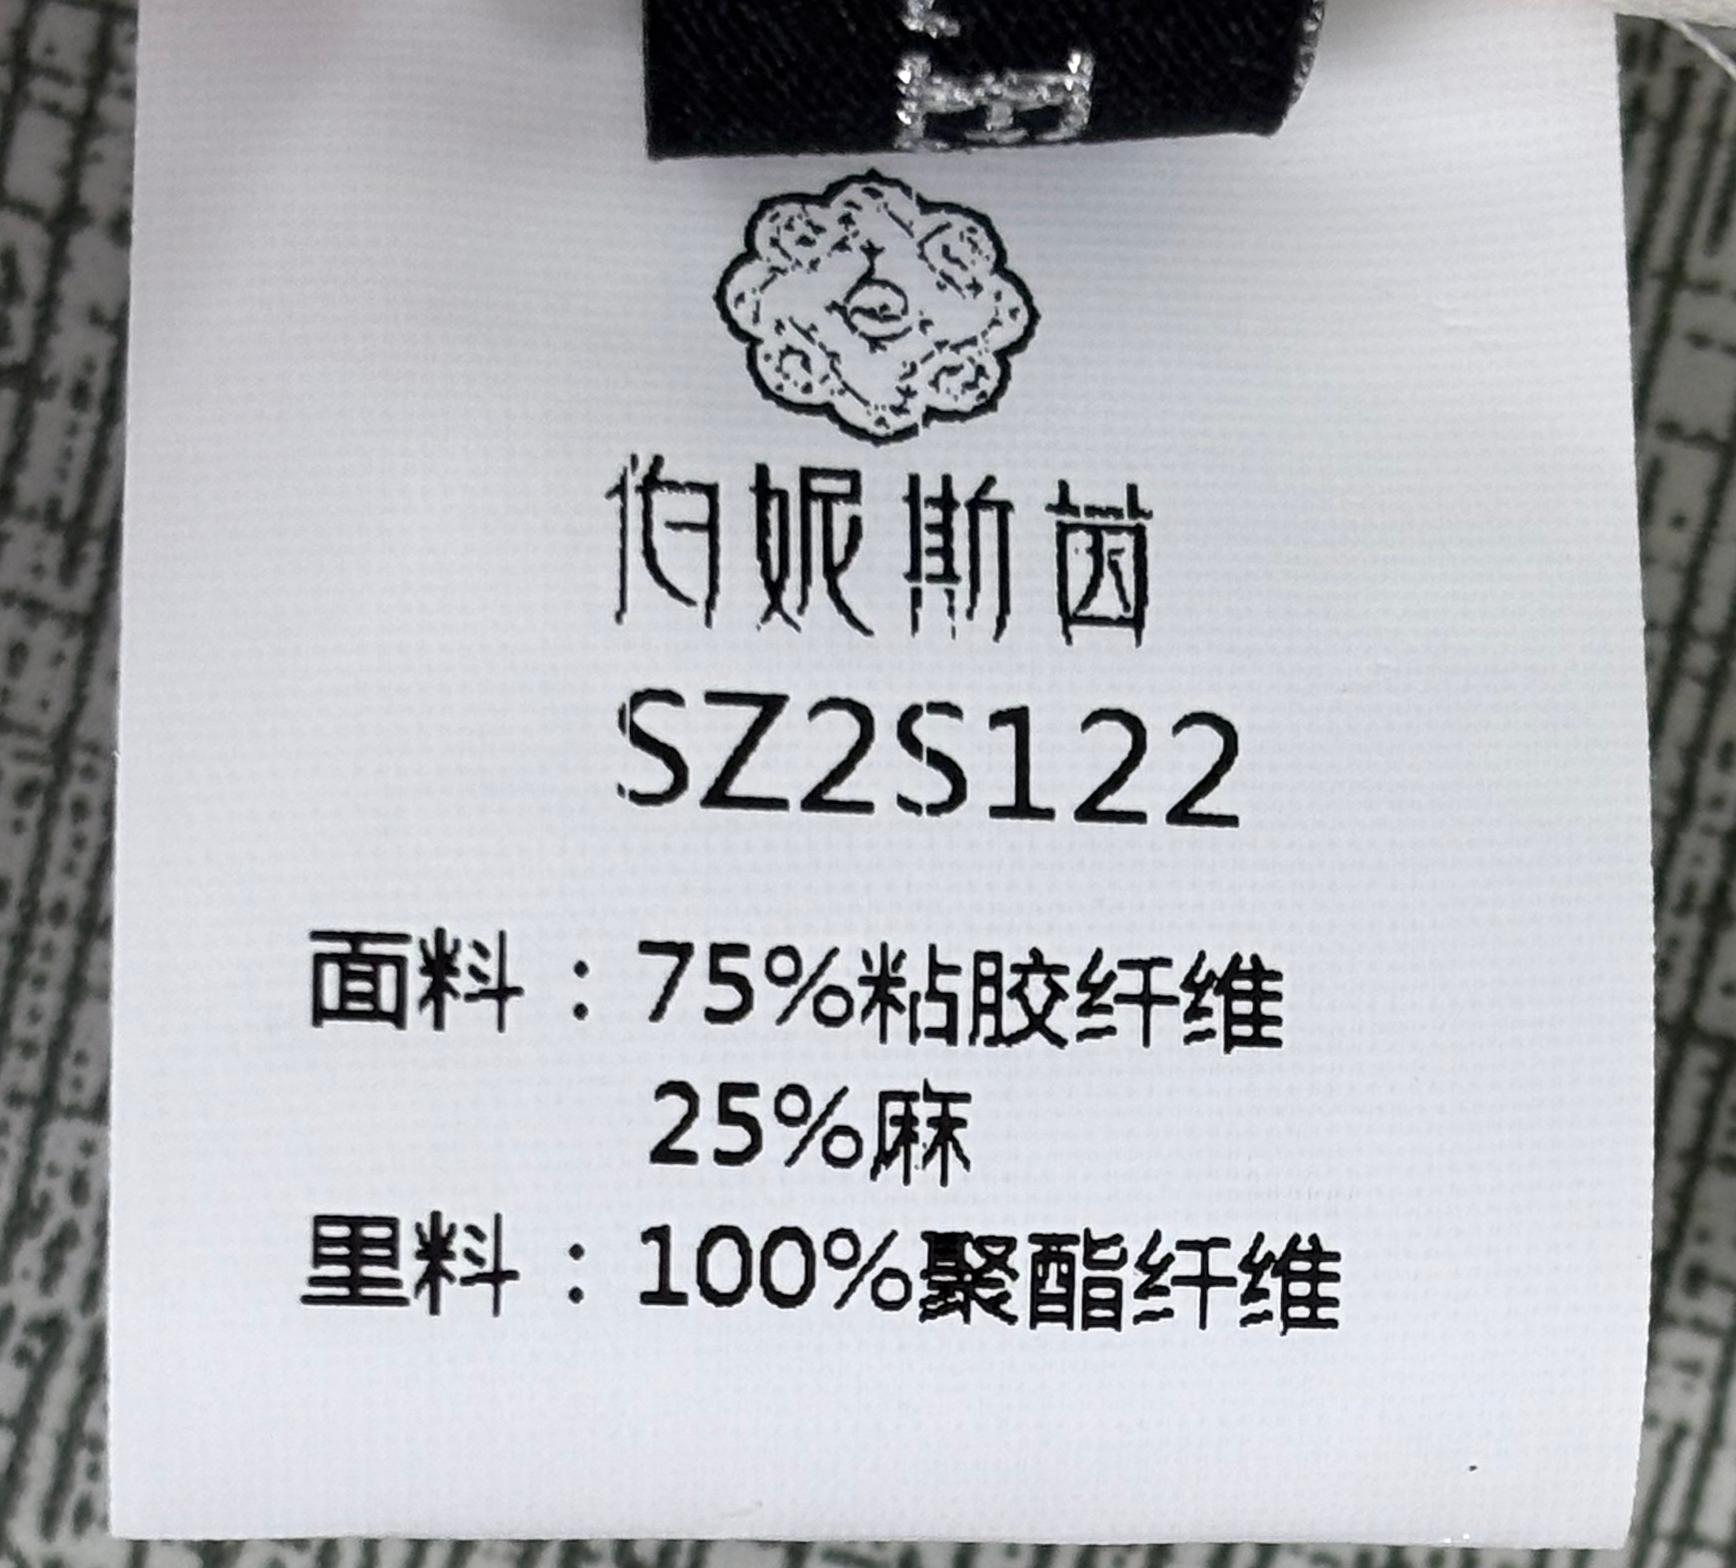 伯妮斯茵
SZ2S122
面料：75%粘胶纤维
25%麻
里料：100%聚酯纤维